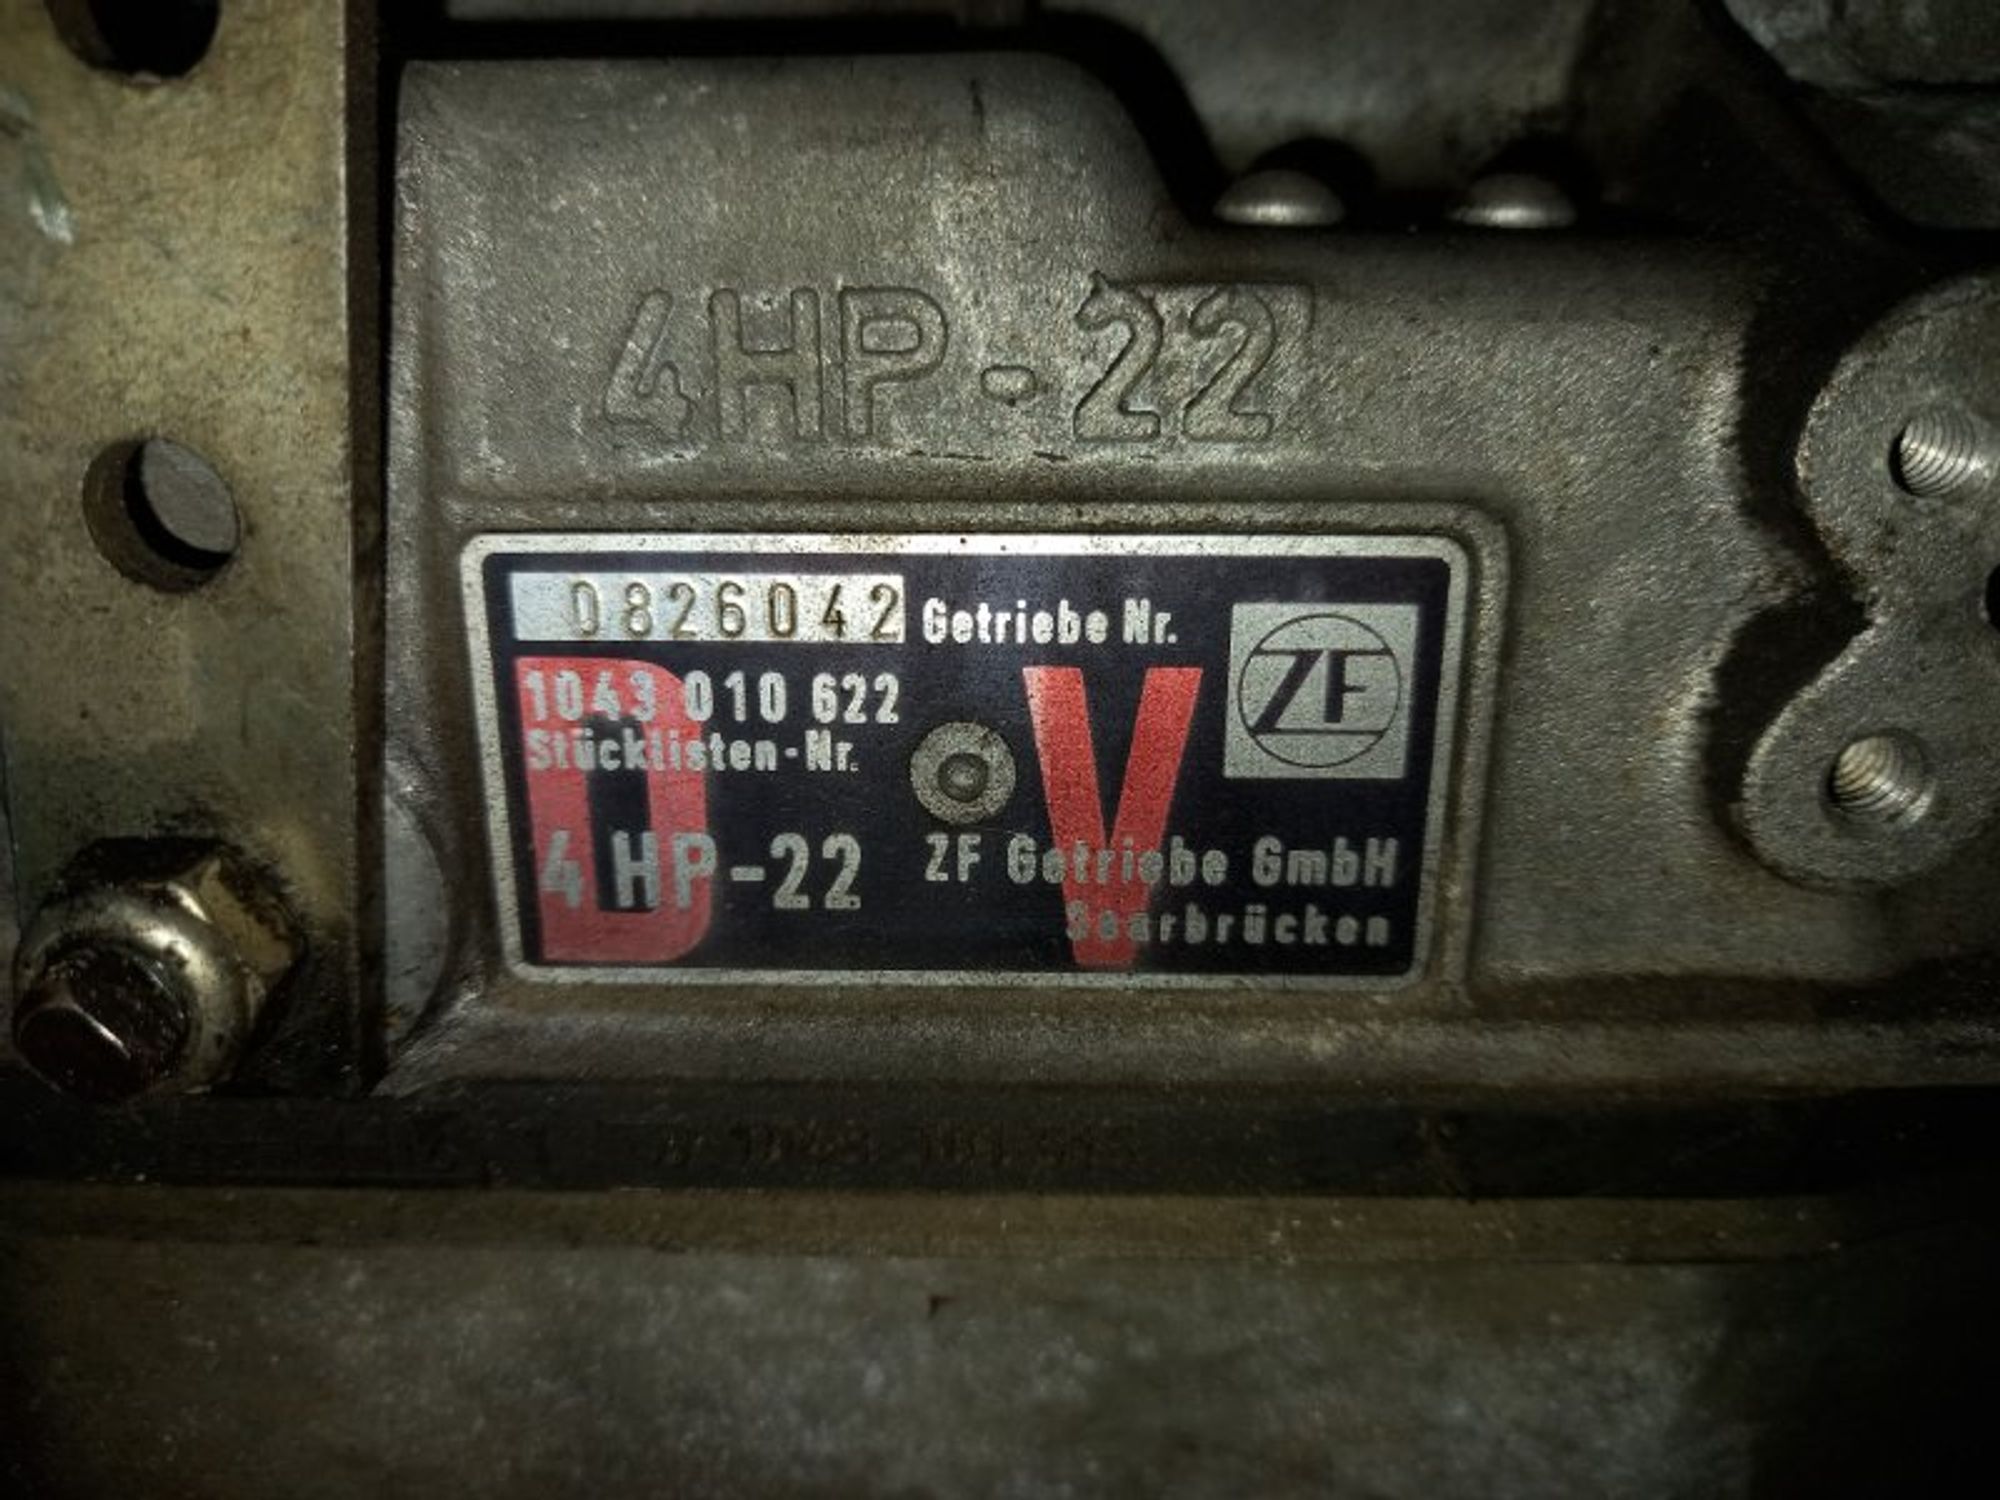 4HP-22
0826042 Getriebe Nr.
ZF
1043 010 622
Stücklisten-Nr.
D V
4 HP-22
ZF Getriebe GmbH
Saarbrücken